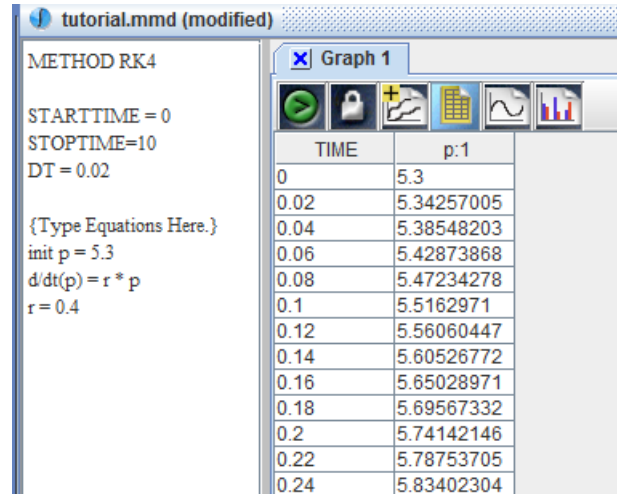 tutorial.mmd (modified)
METHOD RK4
STARTTIME = 0
STOPTIME=10
DT = 0.02
{Type Equations Here.}
init p = 5.3
d/dt(p) = r * p
r = 0.4
Graph 1
TIME p:1
0 5.3
0.02 5.34257005
0.04 5.38548203
0.06 5.42873868
0.08 5.47234278
0.1 5.5162971
0.12 5.56060447
0.14 5.60526772
0.16 5.65028971
0.18 5.69567332
0.2 5.74142146
0.22 5.78753705
0.24 5.83402304